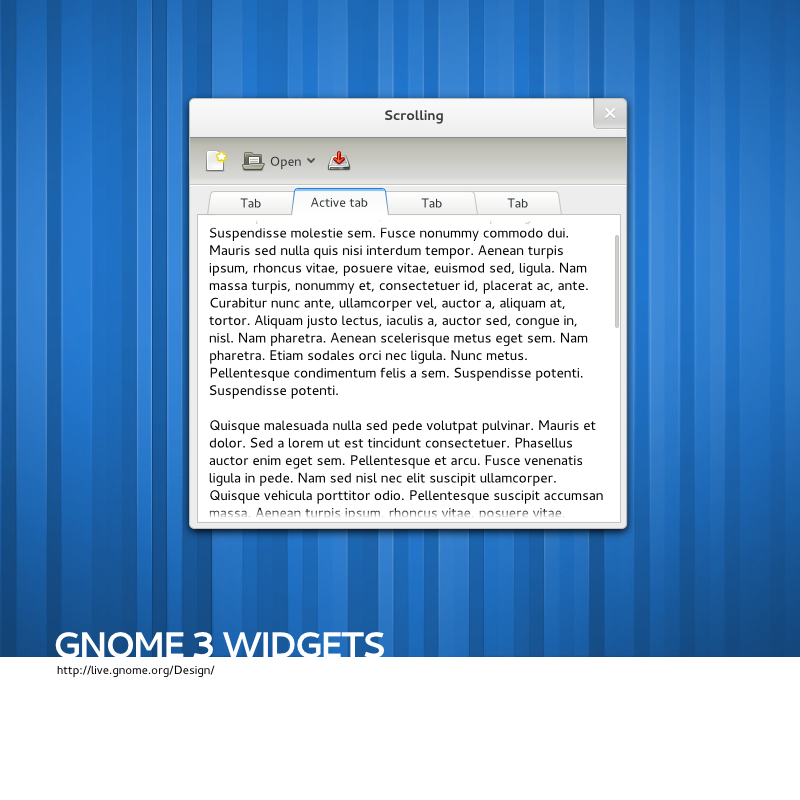 Scrolling
Open
Tab
Active tab
Tab
Tab
Suspendisse molestie sem. Fusce nonummy commodo dui.
Mauris sed nulla quis nisi interdum tempor. Aenean turpis
ipsum, rhoncus vitae, posuere vitae, euismod sed, ligula. Nam
massa turpis, nonummy et, consectetuer id, placerat ac, ante.
Curabitur nunc ante, ullamcorper vel, auctor a, aliquam at,
tortor. Aliquam justo lectus, iaculis a, auctor sed, congue in,
nisl. Nam pharetra. Aenean scelerisque metus eget sem. Nam
pharetra. Etiam sodales orci nec ligula. Nunc metus.
Pellentesque condimentum felis a sem. Suspendisse potenti.
Suspendisse potenti.
Quisque malesuada nulla sed pede volutpat pulvinar. Mauris et
dolor. Sed a lorem ut est tincidunt consectetuer. Phasellus
auctor enim eget sem. Pellentesque et arcu. Fusce venenatis
ligula in pede. Nam sed nisl nec elit suscipit ullamcorper.
Quisque vehicula porttitor odio. Pellentesque suscipit accumsan
massa. Aenean turpis ipsum, rhoncus vitae, posuere vitae,
GNOME 3 WIDGETS
http://live.gnome.org/Design/